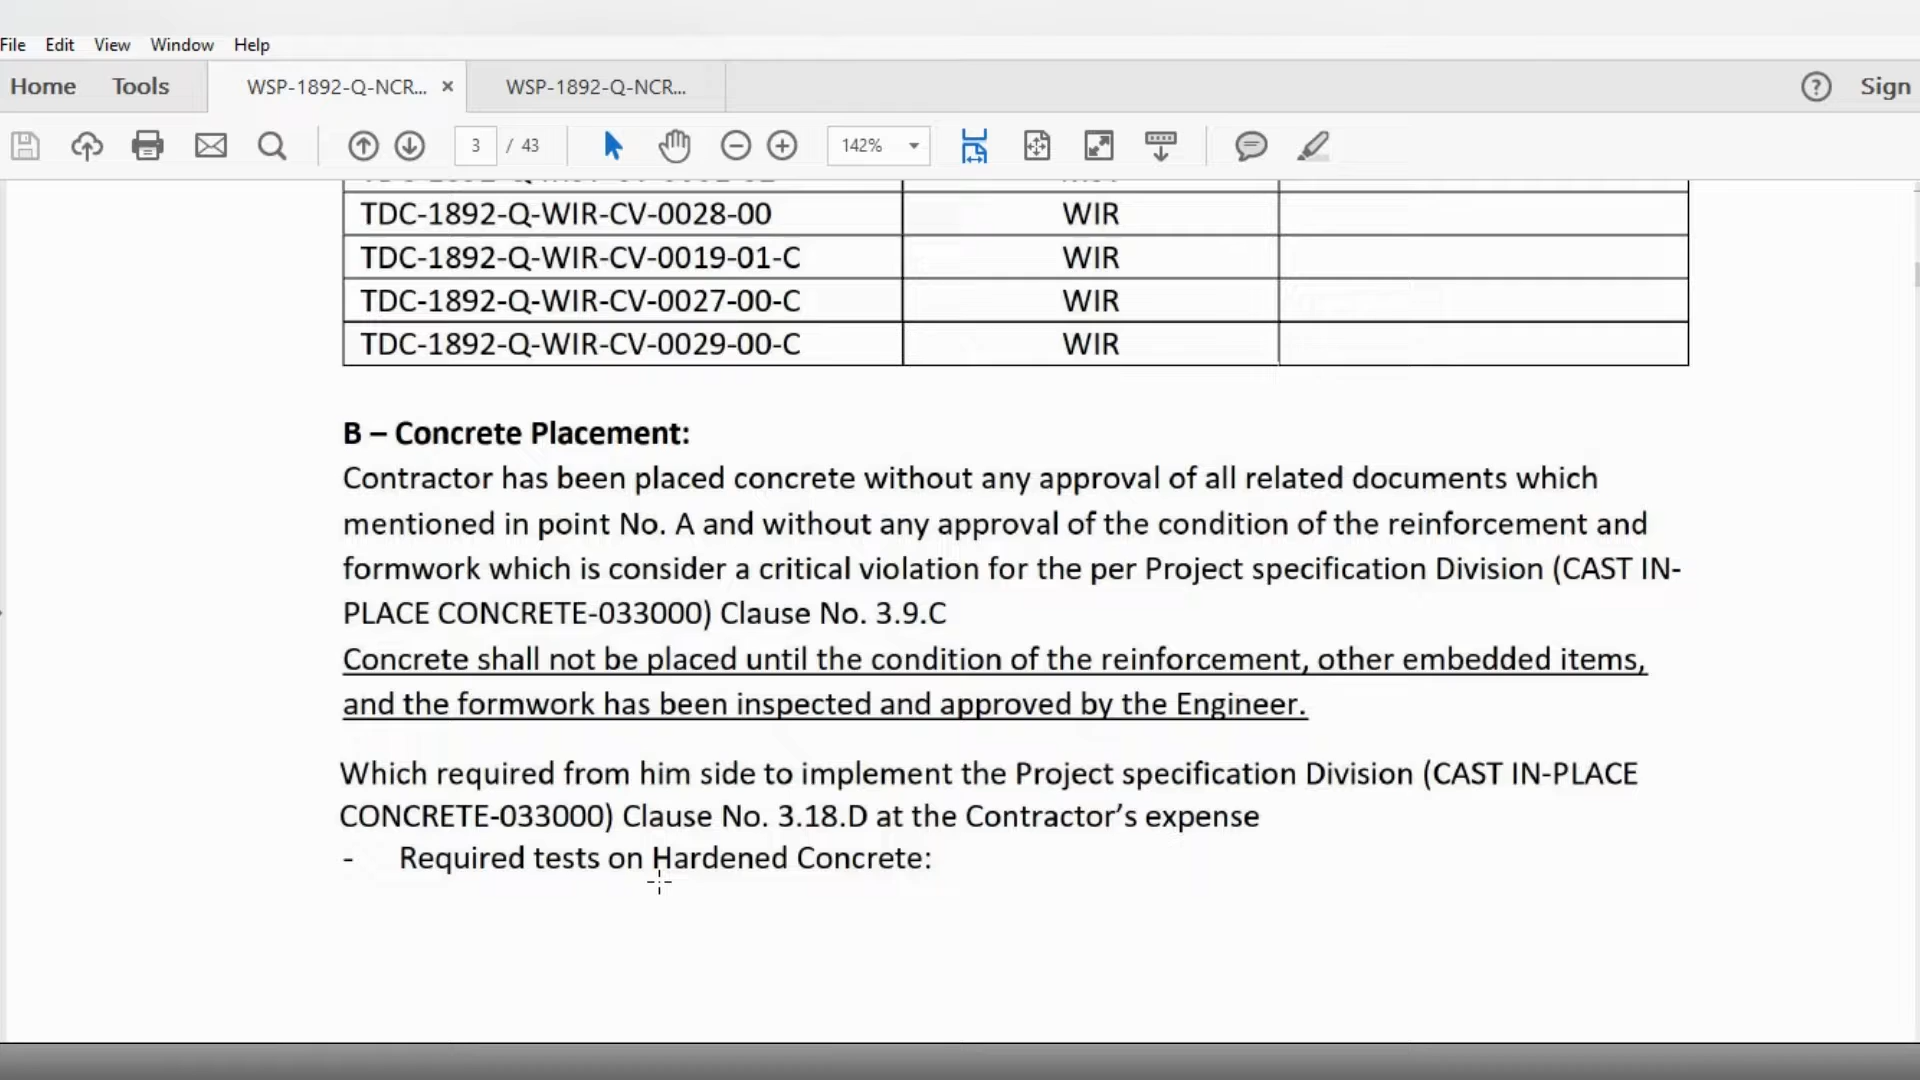 File Edit View Window Help
Home Tools WSP-1892-Q-NCR... × WSP-1892-Q-NCR... Sign
3 / 43 142%
TDC-1892-Q-WIR-CV-0028-00 WIR
TDC-1892-Q-WIR-CV-0019-01-C WIR
TDC-1892-Q-WIR-CV-0027-00-C WIR
TDC-1892-Q-WIR-CV-0029-00-C WIR
B – Concrete Placement:
Contractor has been placed concrete without any approval of all related documents which
mentioned in point No. A and without any approval of the condition of the reinforcement and
formwork which is consider a critical violation for the per Project specification Division (CAST IN-
PLACE CONCRETE-033000) Clause No. 3.9.C
Concrete shall not be placed until the condition of the reinforcement, other embedded items,
and the formwork has been inspected and approved by the Engineer.
Which required from him side to implement the Project specification Division (CAST IN-PLACE
CONCRETE-033000) Clause No. 3.18.D at the Contractor’s expense
- Required tests on Hardened Concrete: